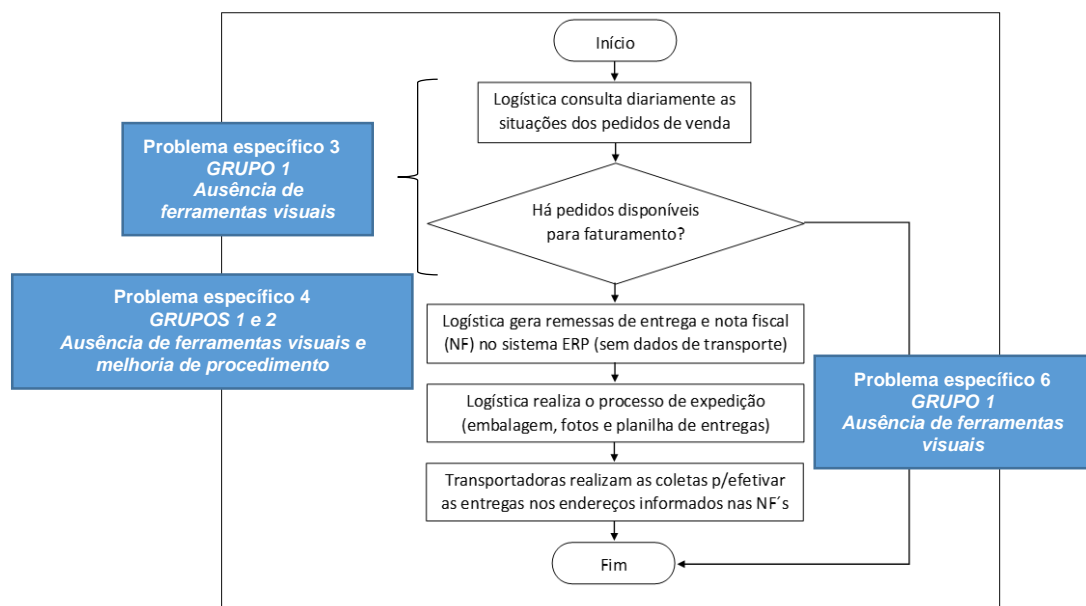 Início
Logística consulta diariamente as
situações dos pedidos de venda
Problema específico 3
GRUPO 1
Ausência de
ferramentas visuais
Há pedidos disponíveis
para faturamento?
Problema específico 4
GRUPOS 1 e 2
Ausência de ferramentas visuais e
melhoria de procedimento
Logística gera remessas de entrega e nota fiscal
(NF) no sistema ERP (sem dados de transporte)
Problema específico 6
GRUPO 1
Ausência de ferramentas
visuais
Logística realiza o processo de expedição
(embalagem, fotos e planilha de entregas)
Transportadoras realizam as coletas p/efetivar
as entregas nos endereços informados nas NF´s
Fim